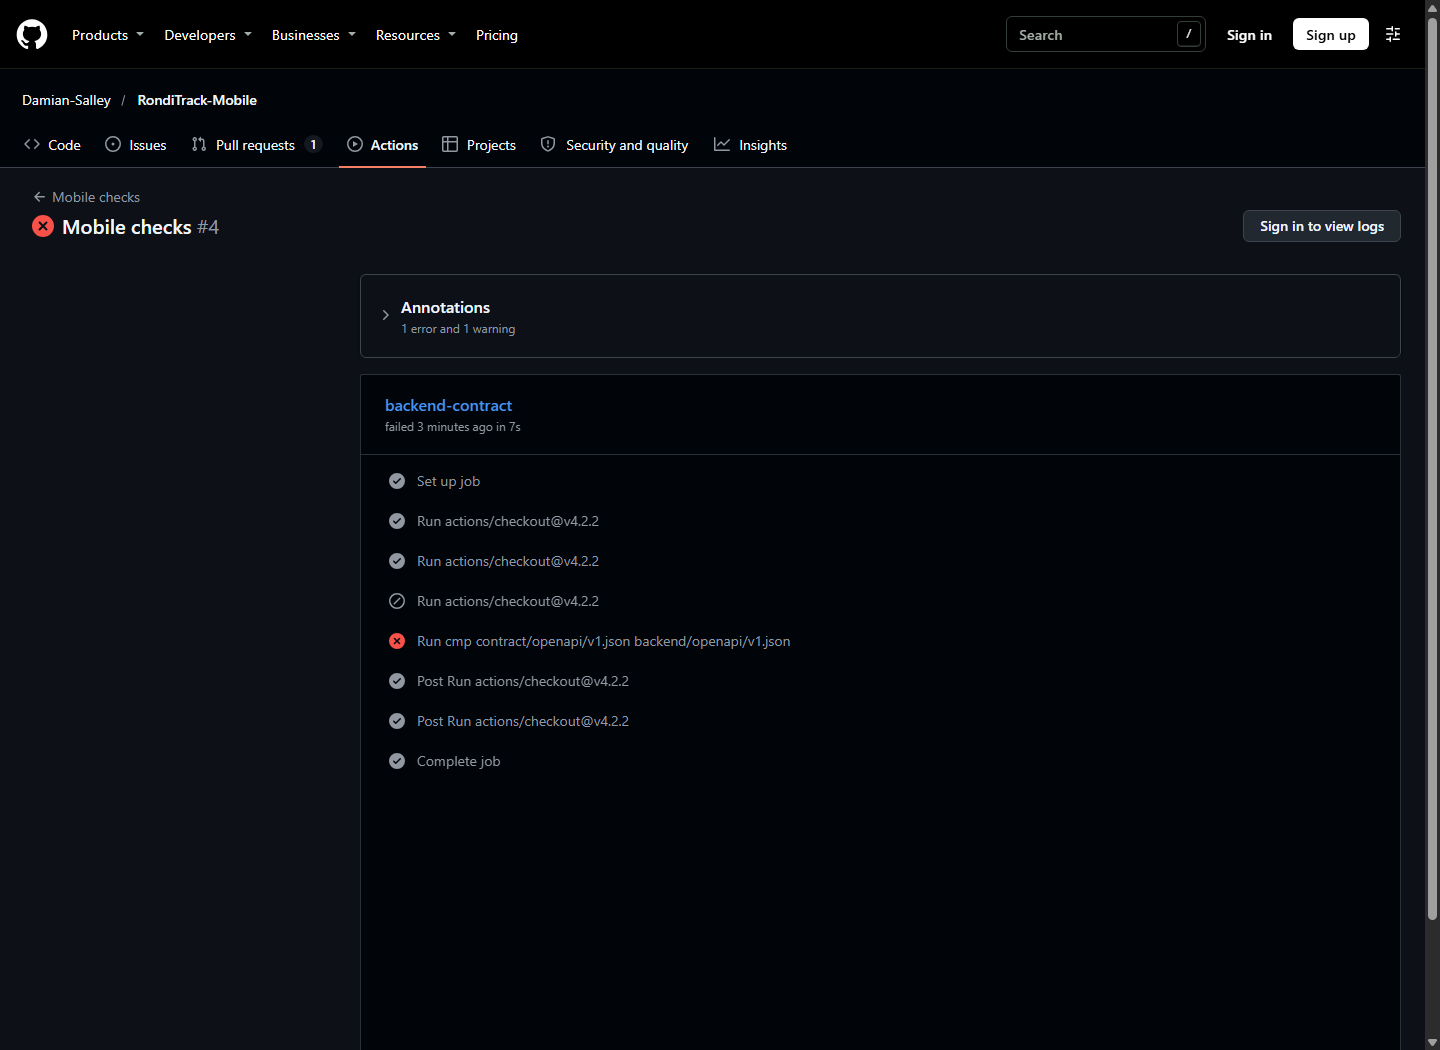 Products Developers Businesses Resources Pricing Search / Sign in Sign up
Damian-Salley / RondiTrack-Mobile
Code Issues Pull requests 1 Actions Projects Security and quality Insights
Mobile checks
Mobile checks #4
Sign in to view logs
Annotations
1 error and 1 warning
backend-contract
failed 3 minutes ago in 7s
Set up job
Run actions/checkout@v4.2.2
Run actions/checkout@v4.2.2
Run actions/checkout@v4.2.2
Run cmp contract/openapi/v1.json backend/openapi/v1.json
Post Run actions/checkout@v4.2.2
Post Run actions/checkout@v4.2.2
Complete job